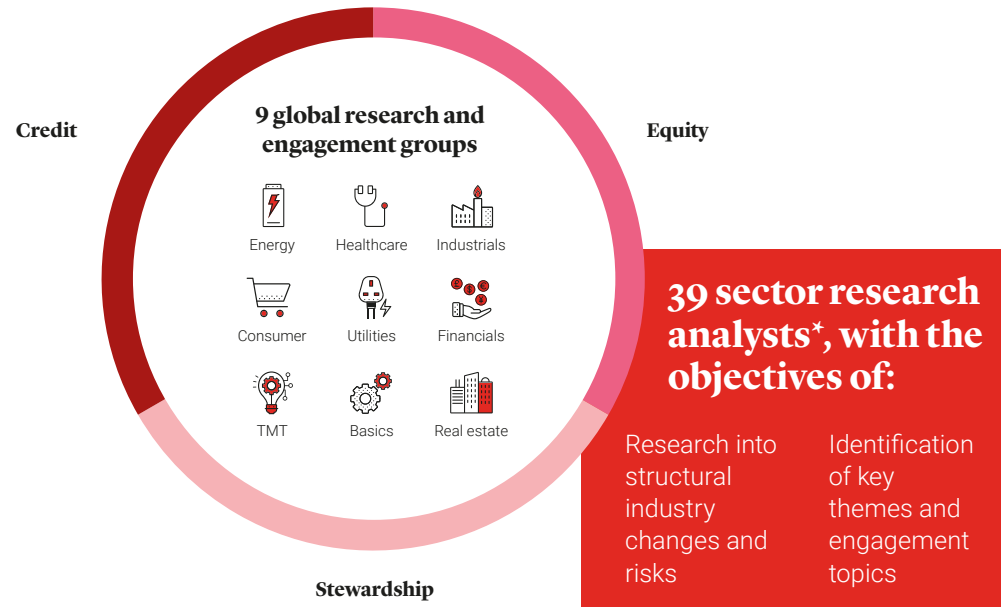 9 global research and
engagement groups
Credit
Equity
Energy
Healthcare
Industrials
Consumer
Utilities
Financials
TMT
Basics
Real estate
Stewardship
39 sector research
analysts*, with the
objectives of:
Research into
structural
industry
changes and
risks
Identification
of key
themes and
engagement
topics